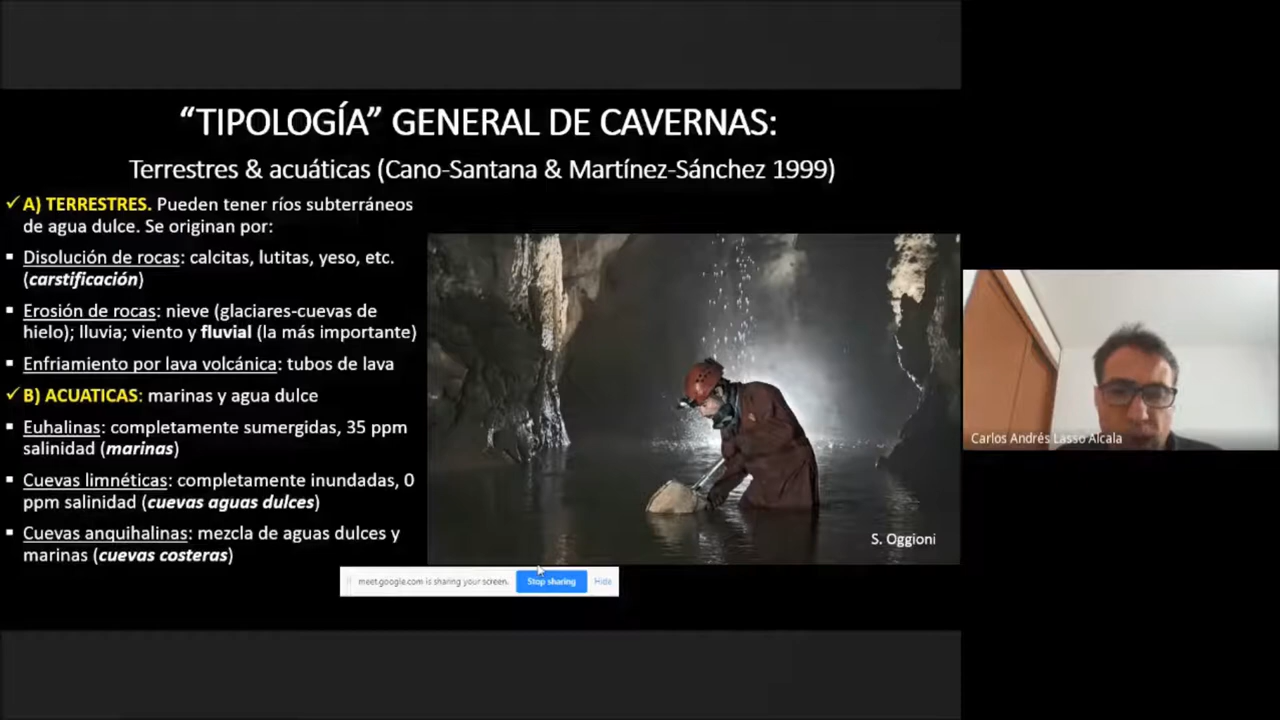 “TIPOLOGÍA” GENERAL DE CAVERNAS:
Terrestres & acuáticas (Cano-Santana & Martínez-Sánchez 1999)
✓A) TERRESTRES. Pueden tener ríos subterráneos
de agua dulce. Se originan por:
▪ Disolución de rocas: calcitas, lutitas, yeso, etc.
(carstificación)
▪ Erosión de rocas: nieve (glaciares-cuevas de
hielo); lluvia; viento y fluvial (la más importante)
▪ Enfriamiento por lava volcánica: tubos de lava
✓B) ACUATICAS: marinas y agua dulce
▪ Euhalinas: completamente sumergidas, 35 ppm
salinidad (marinas)
▪ Cuevas limnéticas: completamente inundadas, 0
ppm salinidad (cuevas aguas dulces)
▪ Cuevas anquihalinas: mezcla de aguas dulces y
marinas (cuevas costeras)
S. Oggioni
meet.google.com is sharing your screen. Stop sharing Hide
Carlos Andrés Lasso Alcala